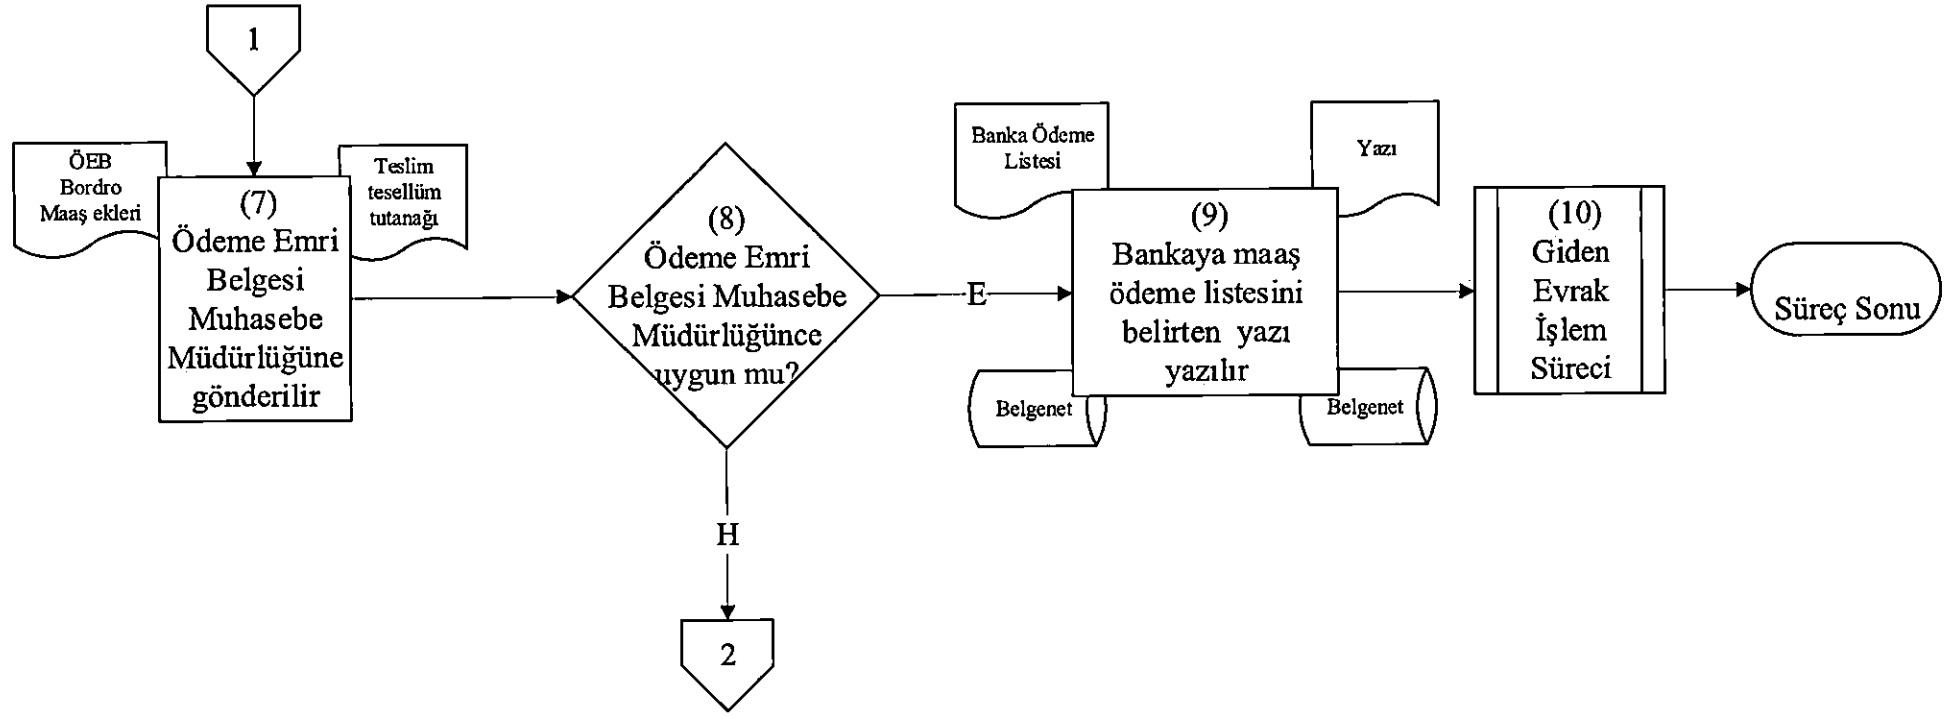 1
ÖEB
Bordro
Maaş ekleri
Teslim
tesellüm
tutanağı
(7)
Ödeme Emri
Belgesi
Muhasebe
Müdürlüğüne
gönderilir
(8)
Ödeme Emri
Belgesi Muhasebe
Müdürlüğünce
uygun mu?
E
H
2
Banka Ödeme
Listesi
Yazı
(9)
Bankaya maaş
ödeme listesini
belirten yazı
yazılır
Belgenet
Belgenet
(10)
Giden
Evrak
İşlem
Süreci
Süreç Sonu